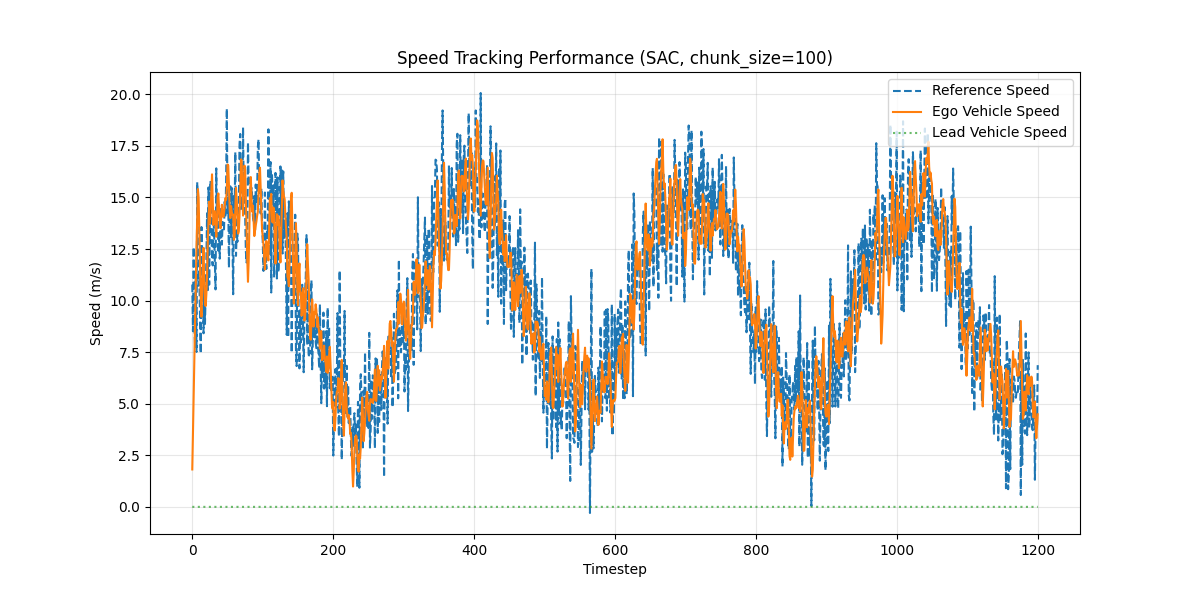 Speed Tracking Performance (SAC, chunk_size=100)
Reference Speed
Ego Vehicle Speed
Lead Vehicle Speed
Speed (m/s)
20.0
17.5
15.0
12.5
10.0
7.5
5.0
2.5
0.0
0 200 400 600 800 1000 1200
Timestep